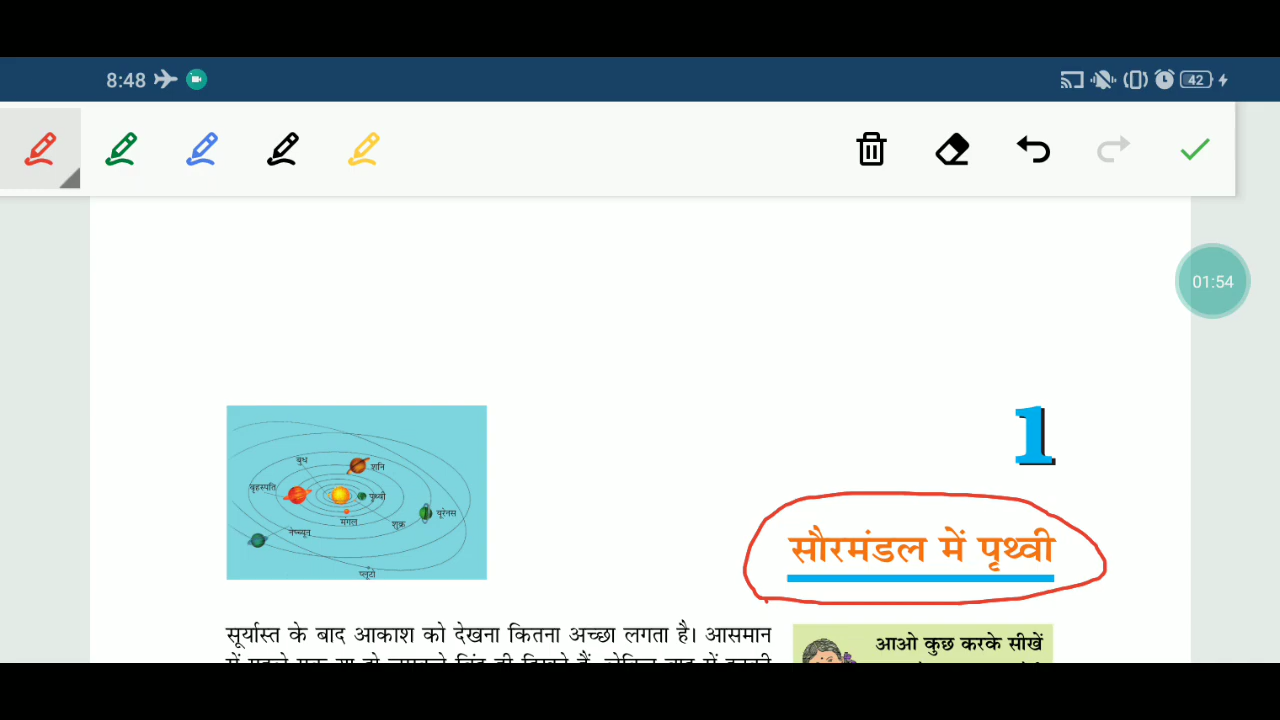 8:48
42
01:54
बुध
शनि
बृहस्पति
पृथ्वी
मंगल
शुक्र
यूरेनस
नेप्च्यून
प्लूटो
1
सौरमंडल में पृथ्वी
सूर्यास्त के बाद आकाश को देखना कितना अच्छा लगता है। आसमान
आओ कुछ करके सीखें